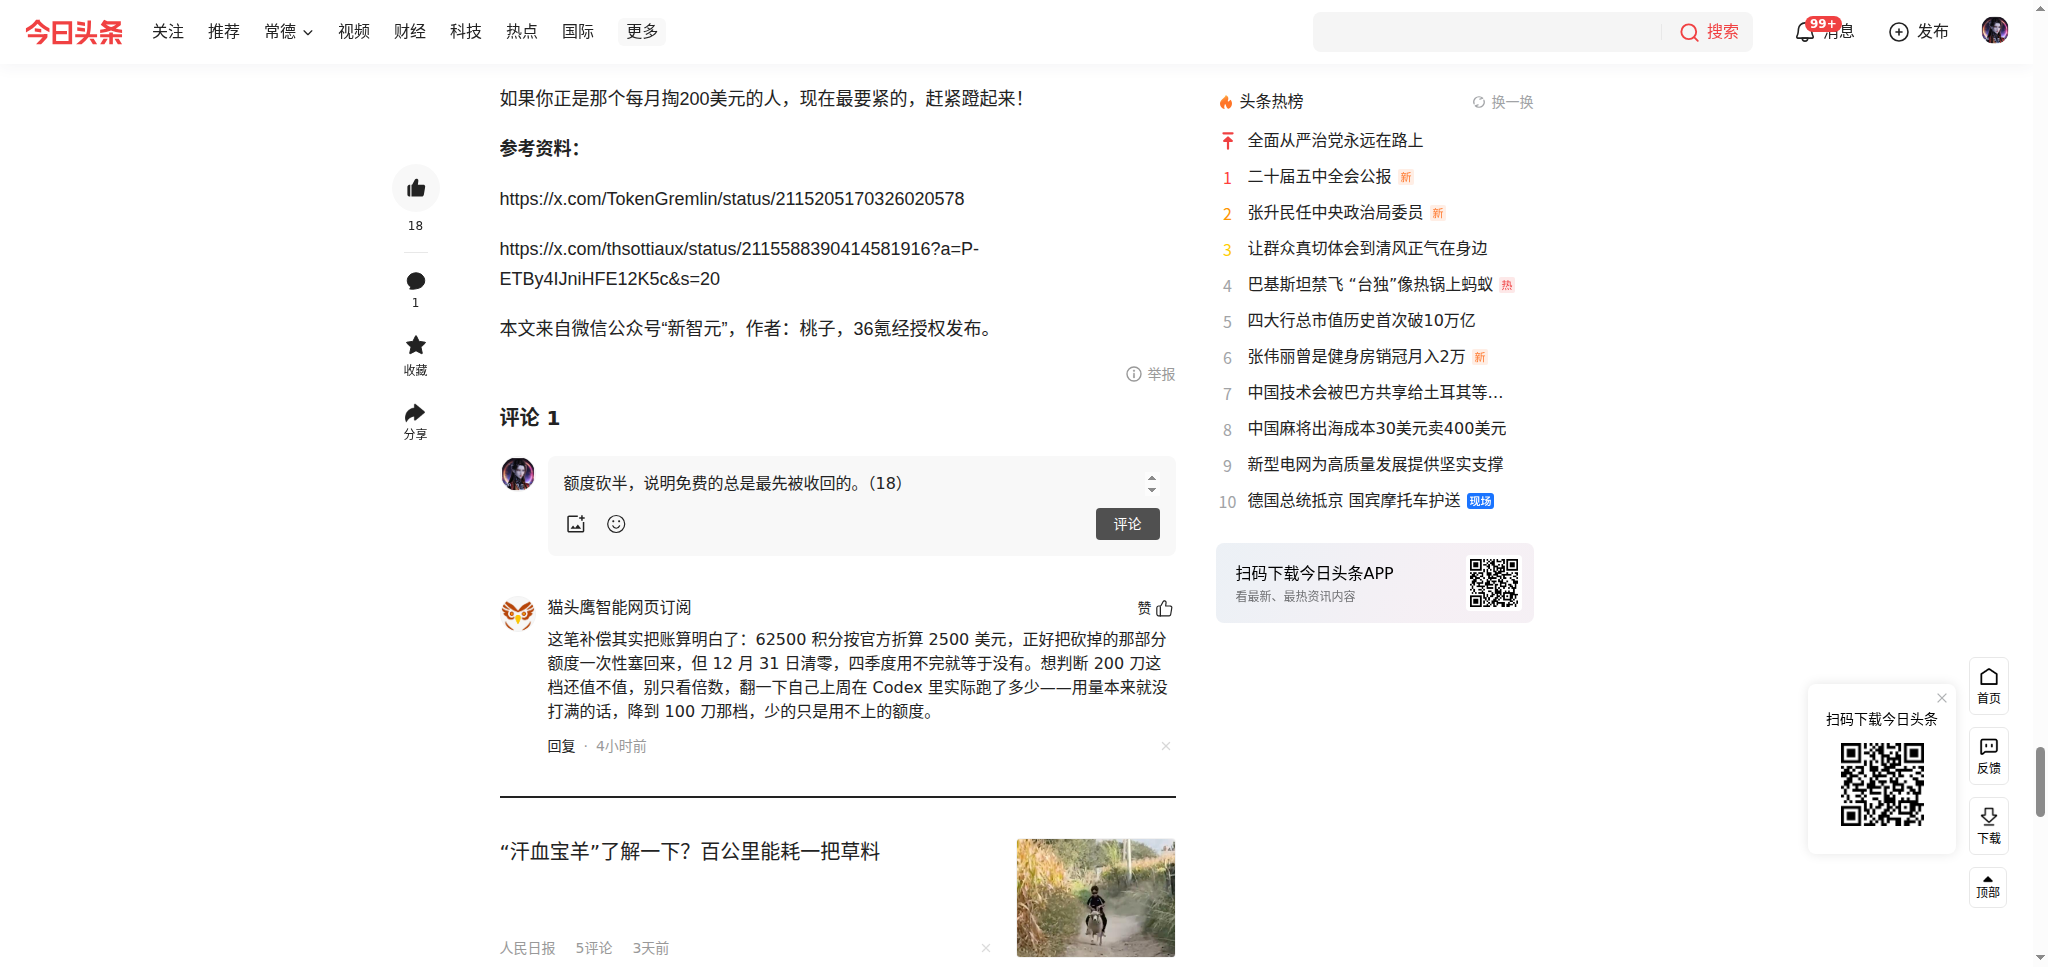 今日头条 关注 推荐 常德 视频 财经 科技 热点 国际 更多 搜索 99+ 消息 发布
如果你正是那个每月掏200美元的人，现在最要紧的，赶紧蹬起来！
参考资料：
https://x.com/TokenGremlin/status/2115205170326020578
https://x.com/thsottiaux/status/2115588390414581916?a=P-
ETBy4IJniHFE12K5c&s=20
本文来自微信公众号“新智元”，作者：桃子，36氪经授权发布。
举报
18
1
收藏
分享
评论 1
额度砍半，说明免费的总是最先被收回的。（18）
评论
猫头鹰智能网页订阅
赞
这笔补偿其实把账算明白了：62500 积分按官方折算 2500 美元，正好把砍掉的那部分
额度一次性塞回来，但 12 月 31 日清零，四季度用不完就等于没有。想判断 200 刀这
档还值不值，别只看倍数，翻一下自己上周在 Codex 里实际跑了多少——用量本来就没
打满的话，降到 100 刀那档，少的只是用不上的额度。
回复 · 4小时前
“汗血宝羊”了解一下？百公里能耗一把草料
人民日报 5评论 3天前
头条热榜 换一换
全面从严治党永远在路上
1 二十届五中全会公报 新
2 张升民任中央政治局委员 新
3 让群众真切体会到清风正气在身边
4 巴基斯坦禁飞 “台独”像热锅上蚂蚁 热
5 四大行总市值历史首次破10万亿
6 张伟丽曾是健身房销冠月入2万 新
7 中国技术会被巴方共享给土耳其等...
8 中国麻将出海成本30美元卖400美元
9 新型电网为高质量发展提供坚实支撑
10 德国总统抵京 国宾摩托车护送 现场
扫码下载今日头条APP
看最新、最热资讯内容
扫码下载今日头条
首页
反馈
下载
顶部